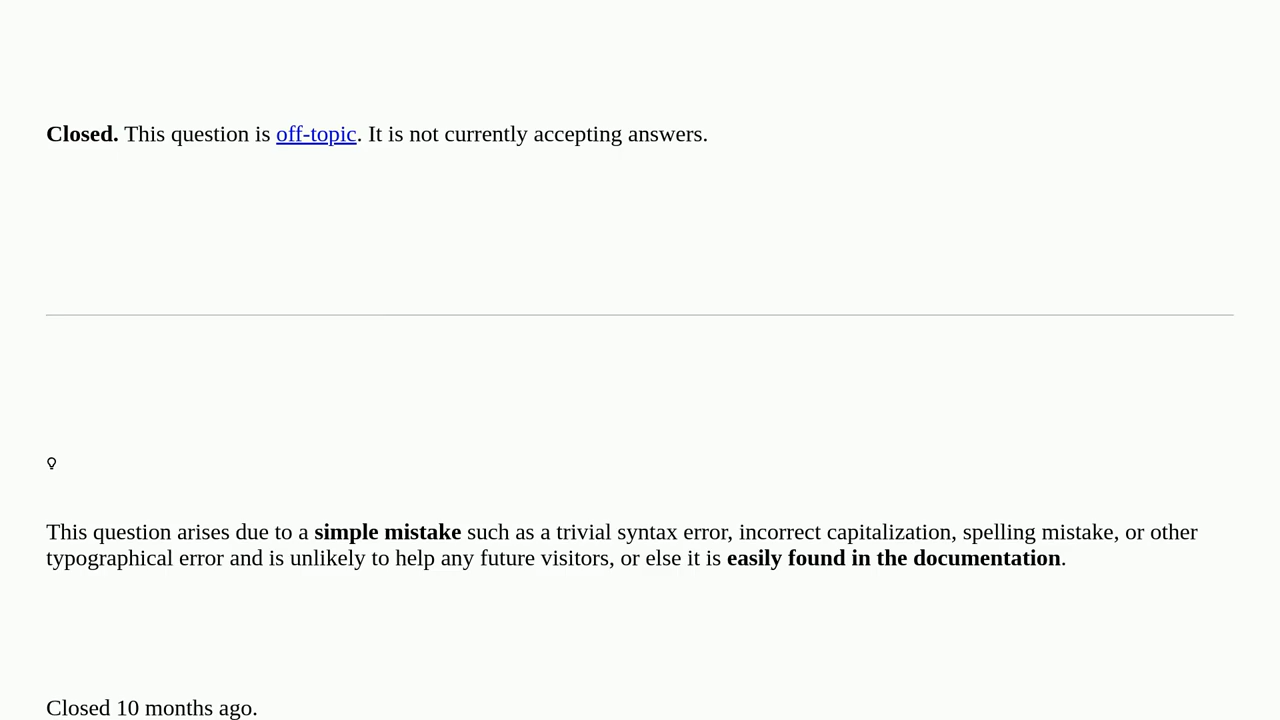 Closed. This question is off-topic. It is not currently accepting answers.
This question arises due to a simple mistake such as a trivial syntax error, incorrect capitalization, spelling mistake, or other
typographical error and is unlikely to help any future visitors, or else it is easily found in the documentation.
Closed 10 months ago.